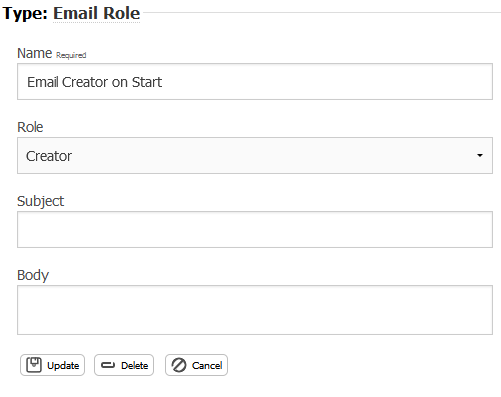 Type: Email Role
Name Required
Email Creator on Start
Role
Creator
Subject
Body
Update Delete Cancel